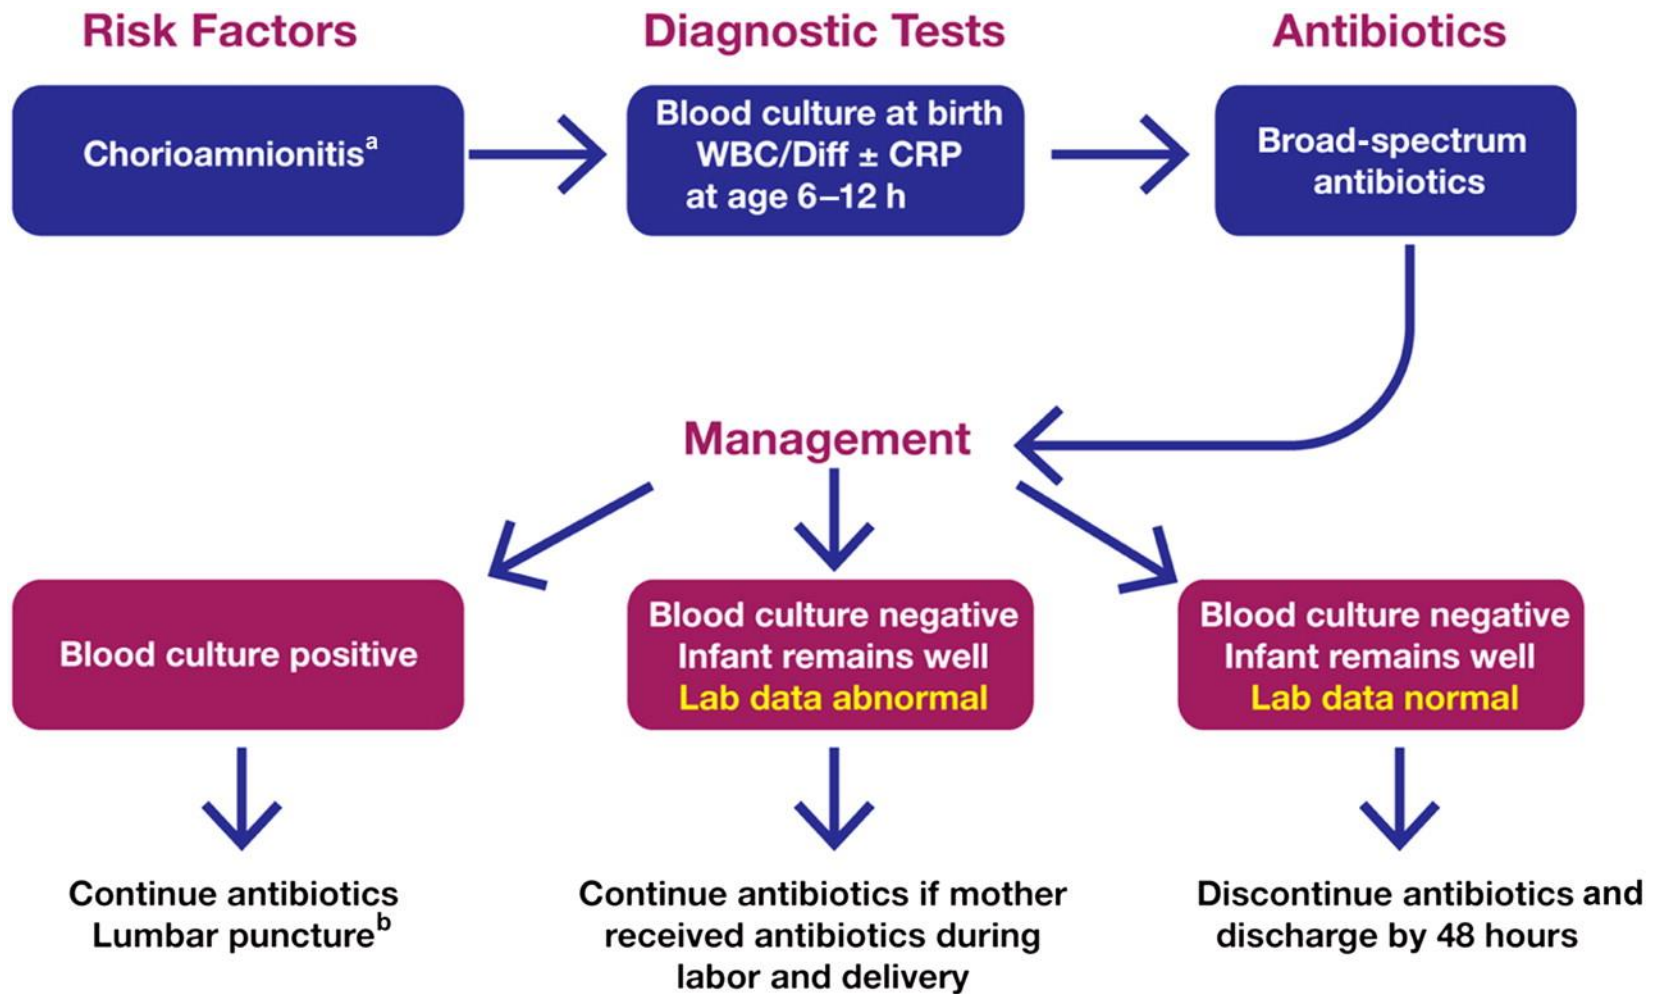 Risk Factors
Diagnostic Tests
Antibiotics
Chorioamnionitisᵃ
Blood culture at birth
WBC/Diff ± CRP
at age 6–12 h
Broad-spectrum
antibiotics
Management
Blood culture positive
Blood culture negative
Infant remains well
Lab data abnormal
Blood culture negative
Infant remains well
Lab data normal
Continue antibiotics
Lumbar punctureᵇ
Continue antibiotics if mother
received antibiotics during
labor and delivery
Discontinue antibiotics and
discharge by 48 hours